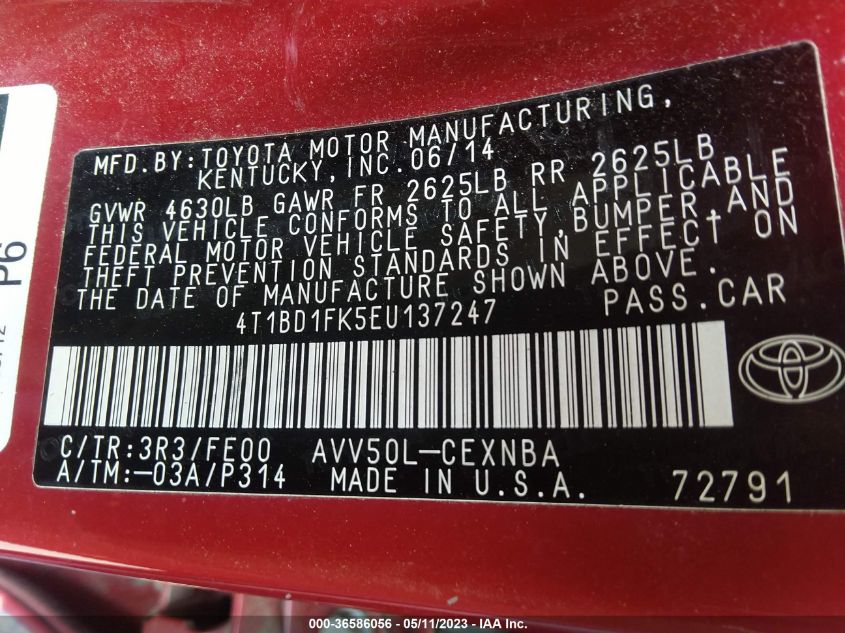 P6
MFD.BY:TOYOTA MOTOR MANUFACTURING,
KENTUCKY, INC. 06/14
GVWR 4630LB GAWR FR 2625LB RR 2625LB
THIS VEHICLE CONFORMS TO ALL APPLICABLE
FEDERAL MOTOR VEHICLE SAFETY,BUMPER,AND
THEFT PREVENTION STANDARDS IN EFFECT ON
THE DATE OF MANUFACTURE SHOWN ABOVE.
4T1BD1FK5EU137247 PASS.CAR
C/TR:3R3/FE00 AVV50L-CEXNBA
A/TM:-03A/P314 MADE IN U.S.A. 72791
© IAA - 36586056 - 05/11/2023 - © IAA Inc.